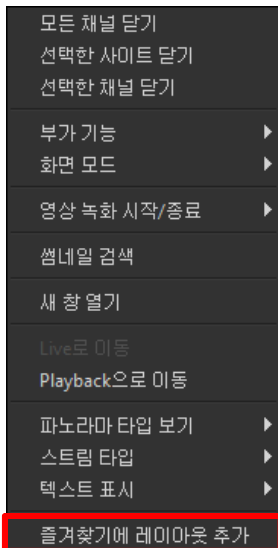 모든 채널 닫기
선택한 사이트 닫기
선택한 채널 닫기
부가 기능
화면 모드
영상 녹화 시작/종료
썸네일 검색
새 창 열기
Live로 이동
Playback으로 이동
파노라마 타입 보기
스트림 타입
텍스트 표시
즐겨찾기에 레이아웃 추가